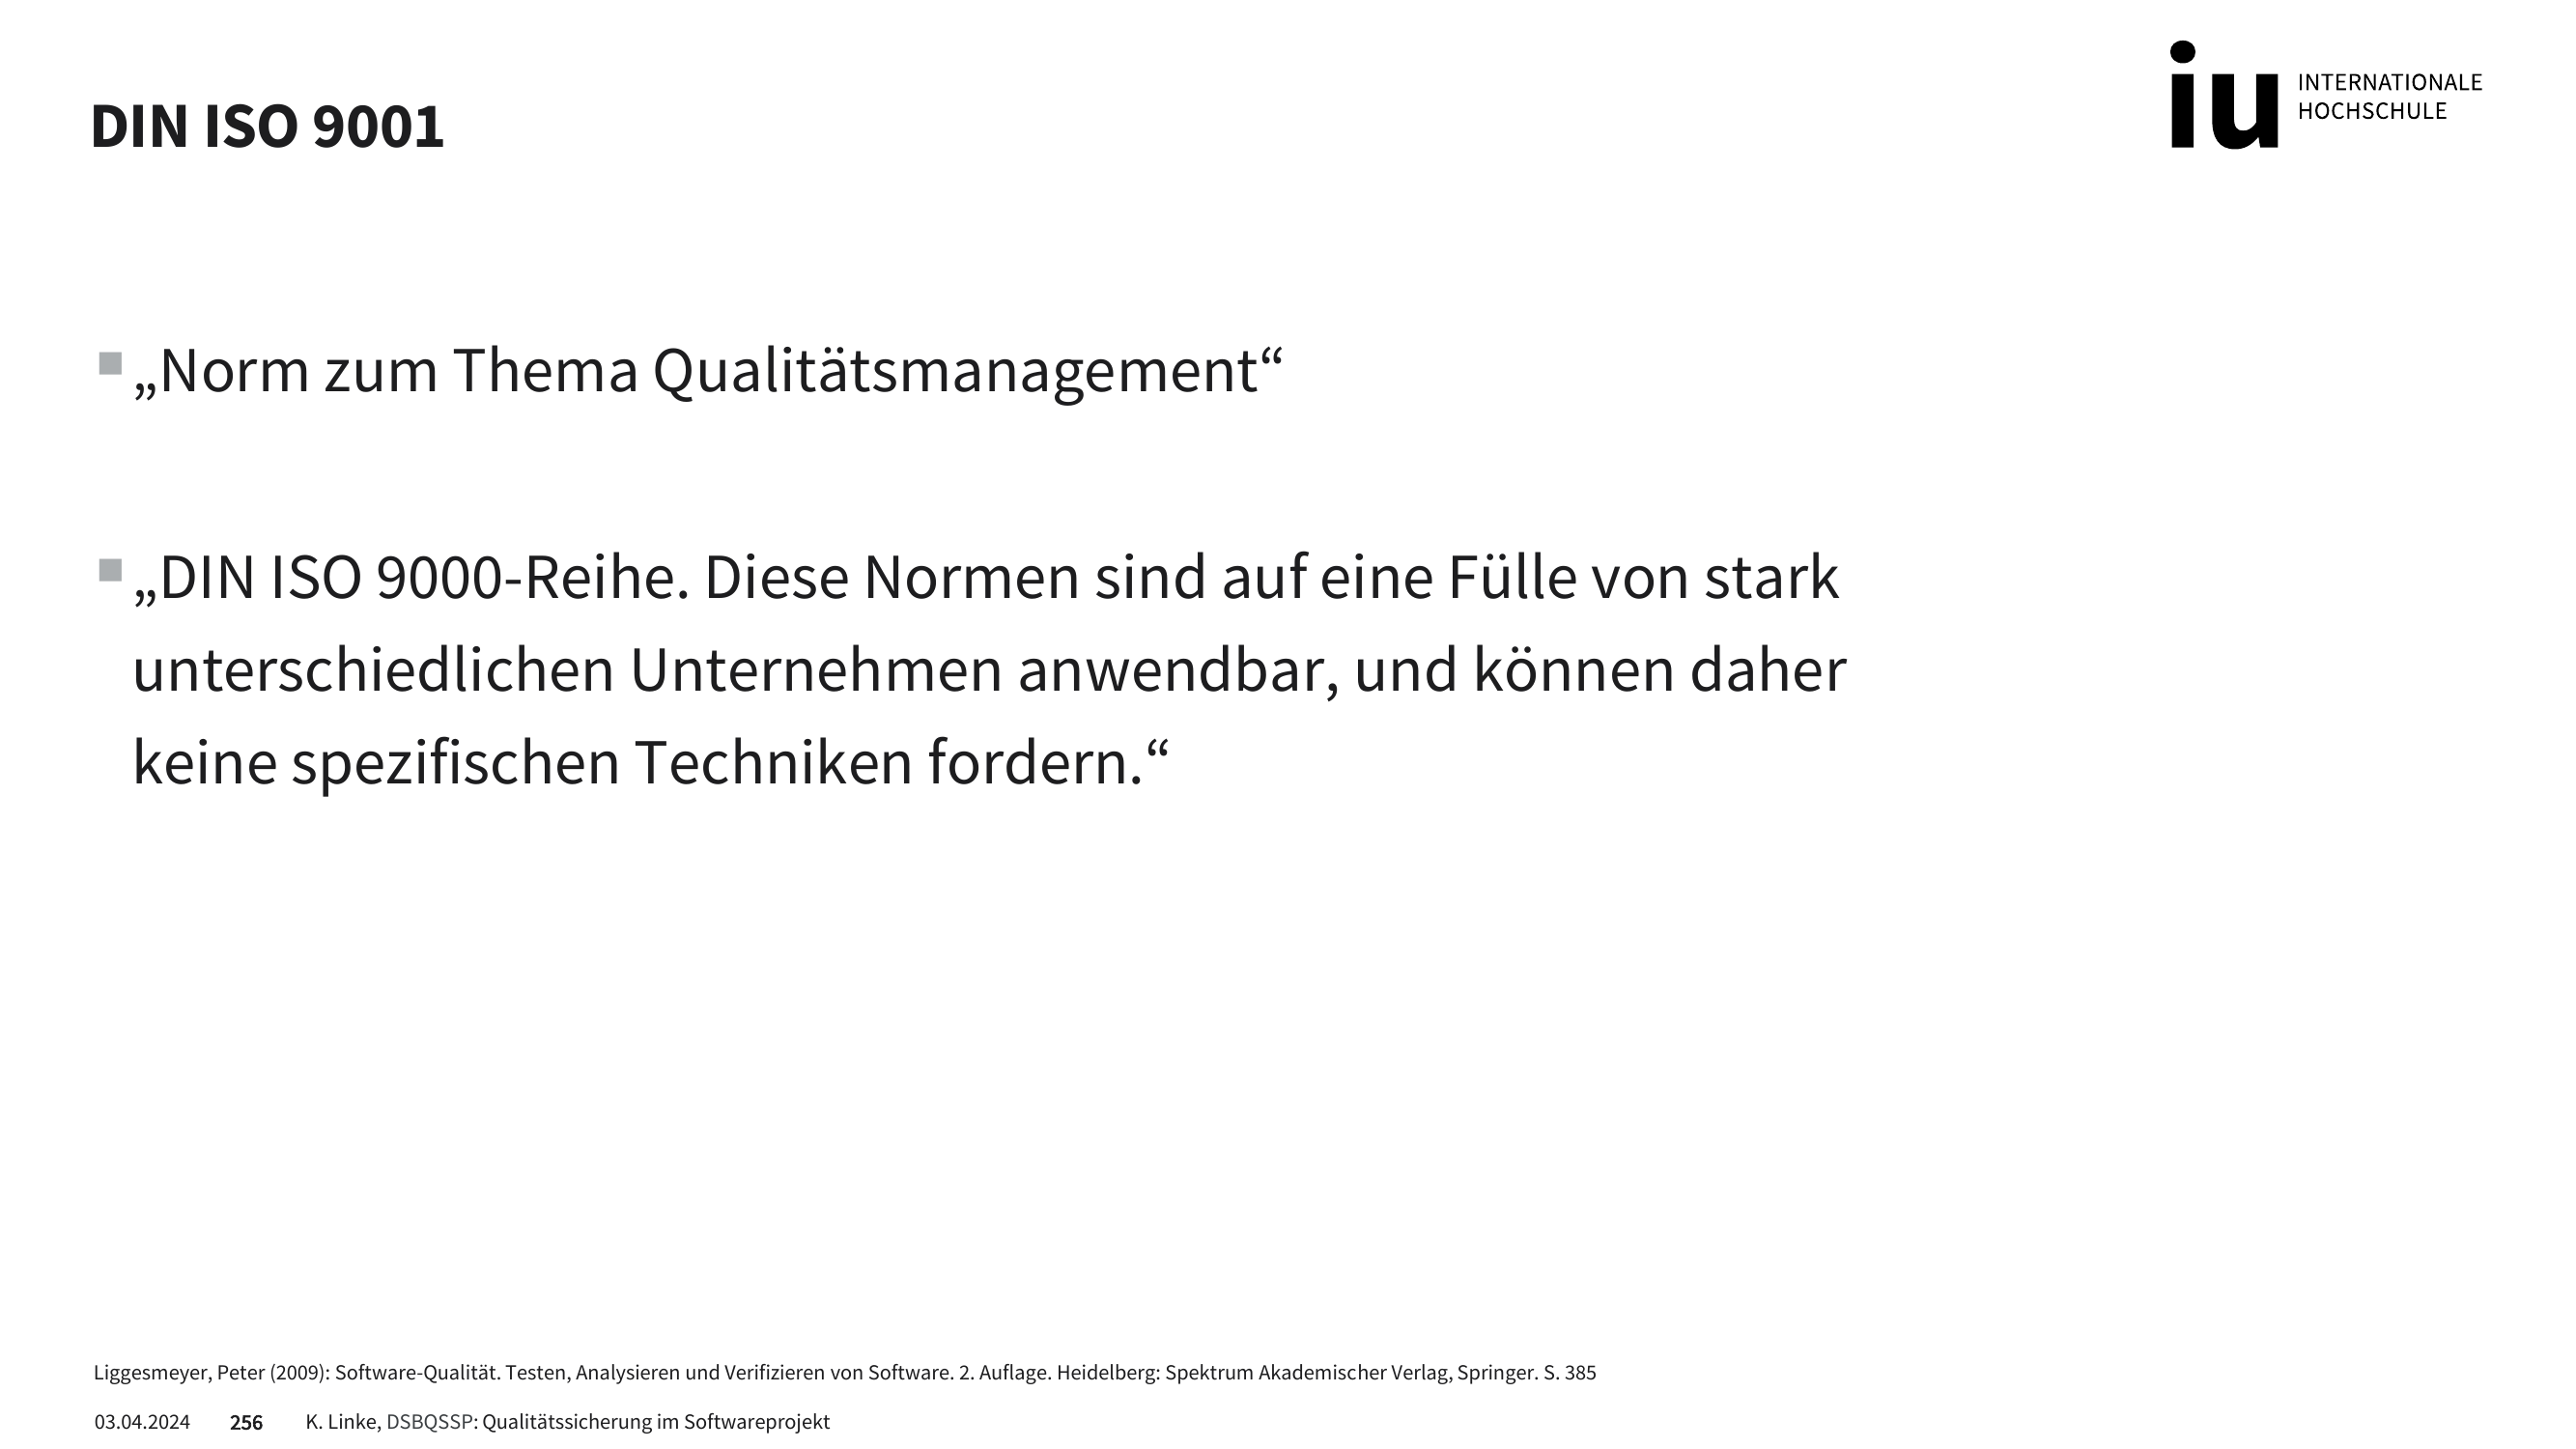 DIN ISO 9001
iu INTERNATIONALE
HOCHSCHULE
„Norm zum Thema Qualitätsmanagement“
„DIN ISO 9000-Reihe. Diese Normen sind auf eine Fülle von stark
unterschiedlichen Unternehmen anwendbar, und können daher
keine spezifischen Techniken fordern.“
Liggesmeyer, Peter (2009): Software-Qualität. Testen, Analysieren und Verifizieren von Software. 2. Auflage. Heidelberg: Spektrum Akademischer Verlag, Springer. S. 385
03.04.2024 256 K. Linke, DSBQSSP: Qualitätssicherung im Softwareprojekt